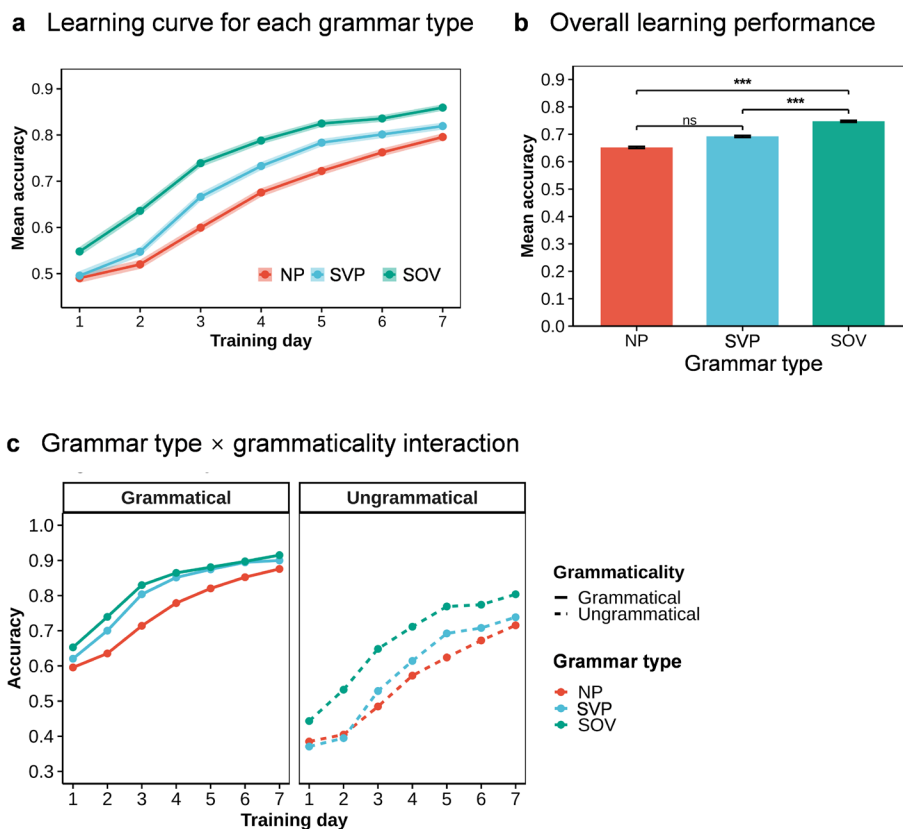 a Learning curve for each grammar type
Mean accuracy
0.9
0.8
0.7
0.6
0.5
NP SVP SOV
1 2 3 4 5 6 7
Training day
b Overall learning performance
Mean accuracy
0.9
0.8
0.7
0.6
0.5
0.4
0.3
0.2
0.1
0.0
***
***
ns
NP SVP SOV
Grammar type
c Grammar type × grammaticality interaction
Grammatical Ungrammatical
Accuracy
1.0
0.9
0.8
0.7
0.6
0.5
0.4
0.3
1 2 3 4 5 6 7 1 2 3 4 5 6 7
Training day
Grammaticality
Grammatical
Ungrammatical
Grammar type
NP
SVP
SOV